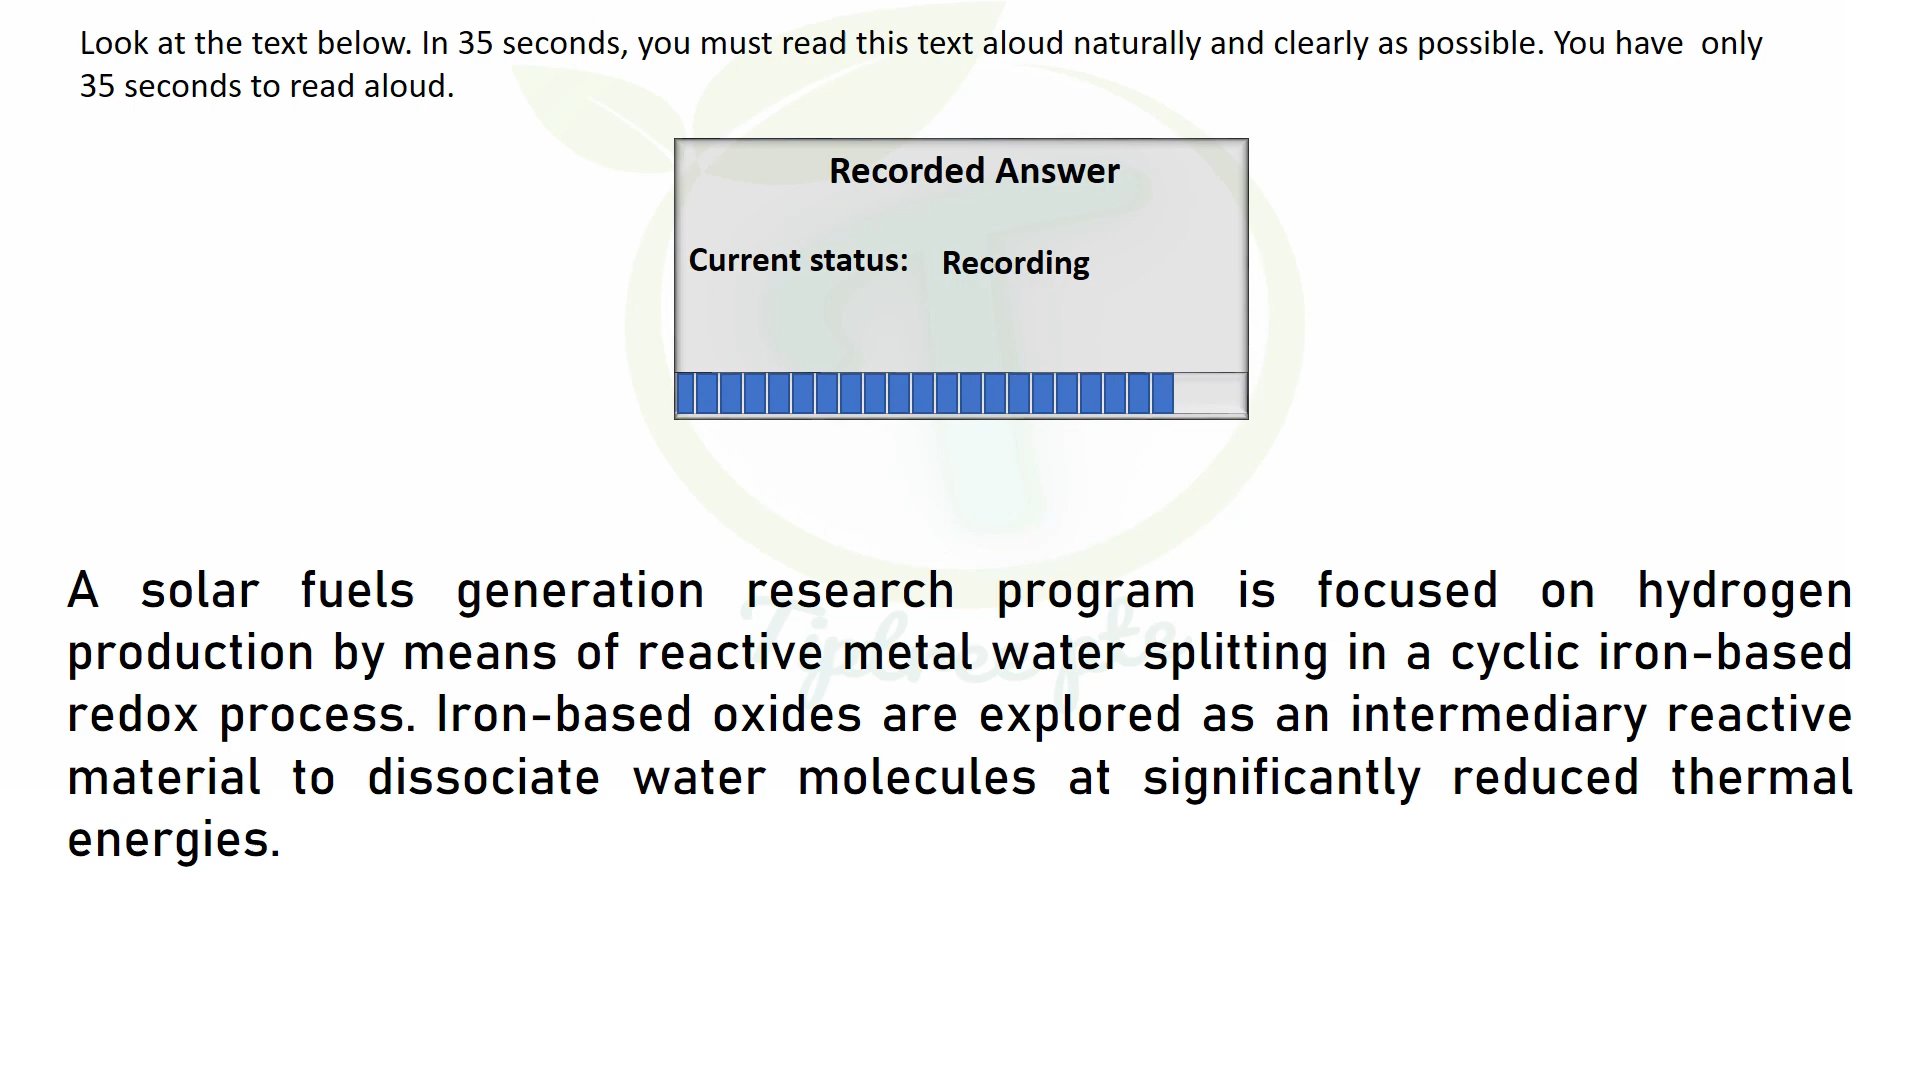 Look at the text below. In 35 seconds, you must read this text aloud naturally and clearly as possible. You have only
35 seconds to read aloud.
Recorded Answer
Current status: Recording
A solar fuels generation research program is focused on hydrogen
production by means of reactive metal water splitting in a cyclic iron-based
redox process. Iron-based oxides are explored as an intermediary reactive
material to dissociate water molecules at significantly reduced thermal
energies.